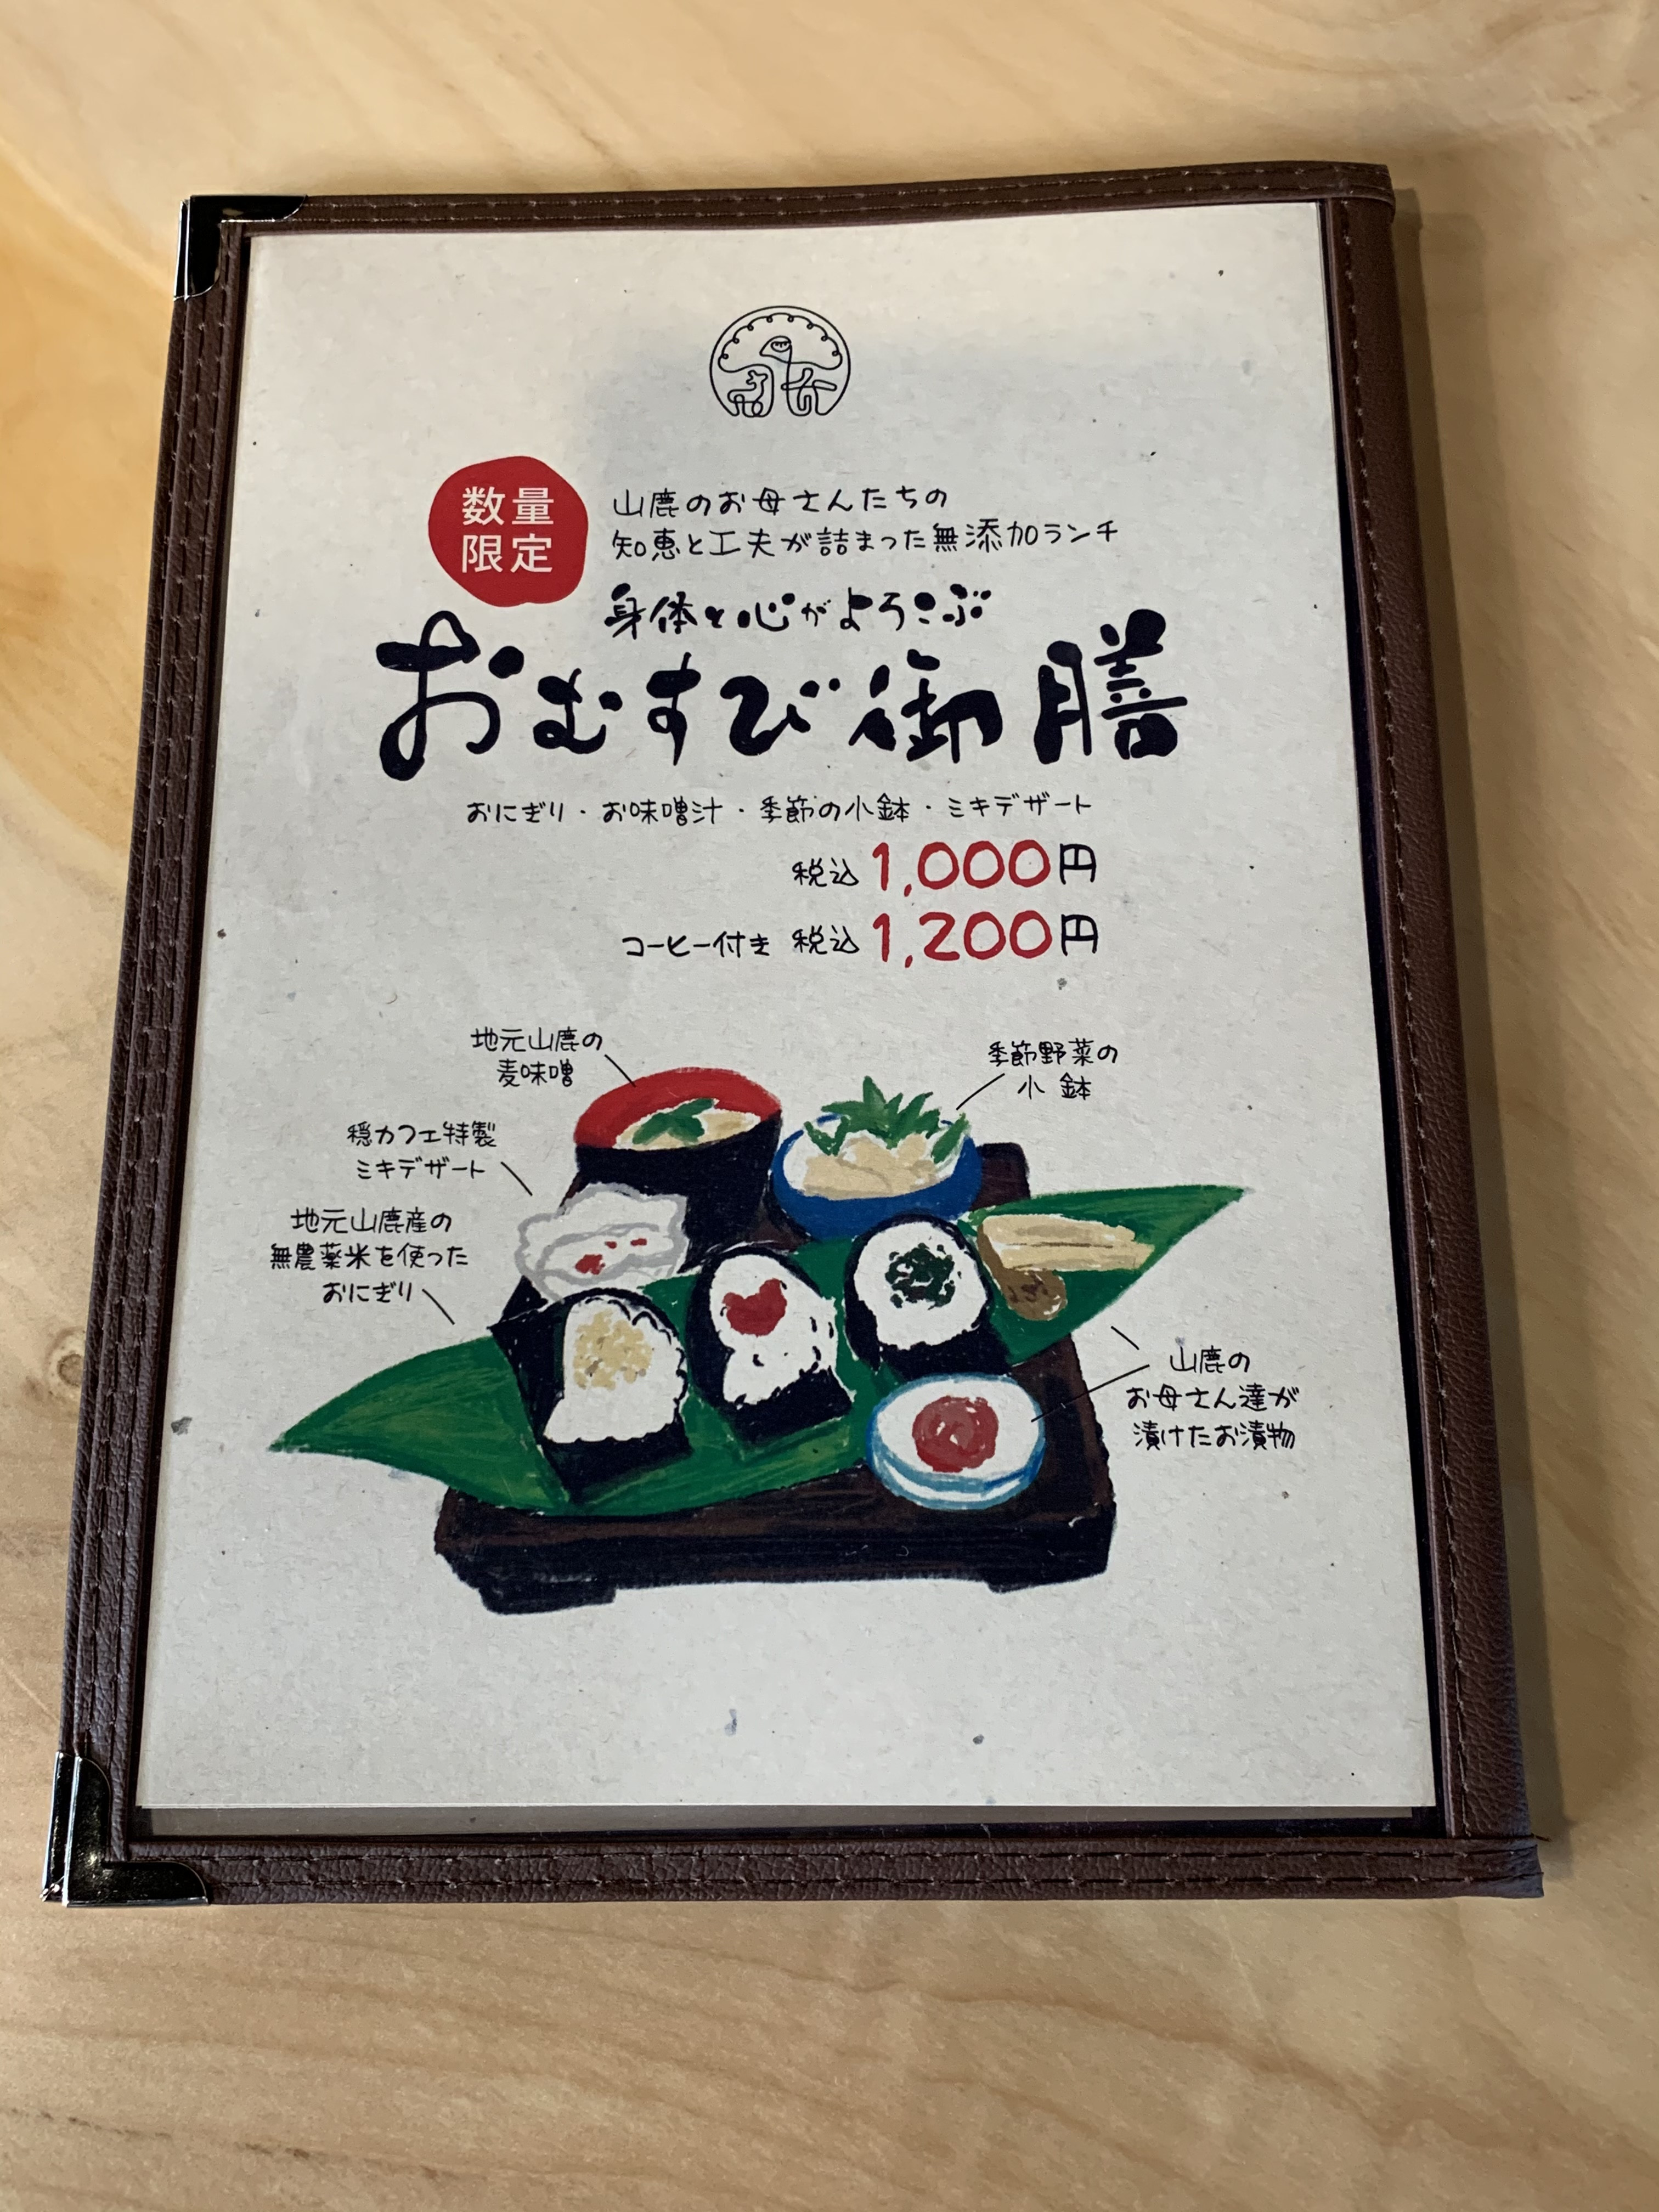 数量
限定
山鹿のお母さんたちの
知恵と工夫が詰まった無添加ランチ
身体と心がよろこぶ
おむすび御膳
おにぎり・お味噌汁・季節の小鉢・ミキデザート
税込1,000円
コーヒー付き 税込1,200円
地元山鹿の
麦味噌
季節野菜の
小鉢
穏カフェ特製
ミキデザート
地元山鹿産の
無農薬米を使った
おにぎり
山鹿の
お母さん達が
漬けたお漬物